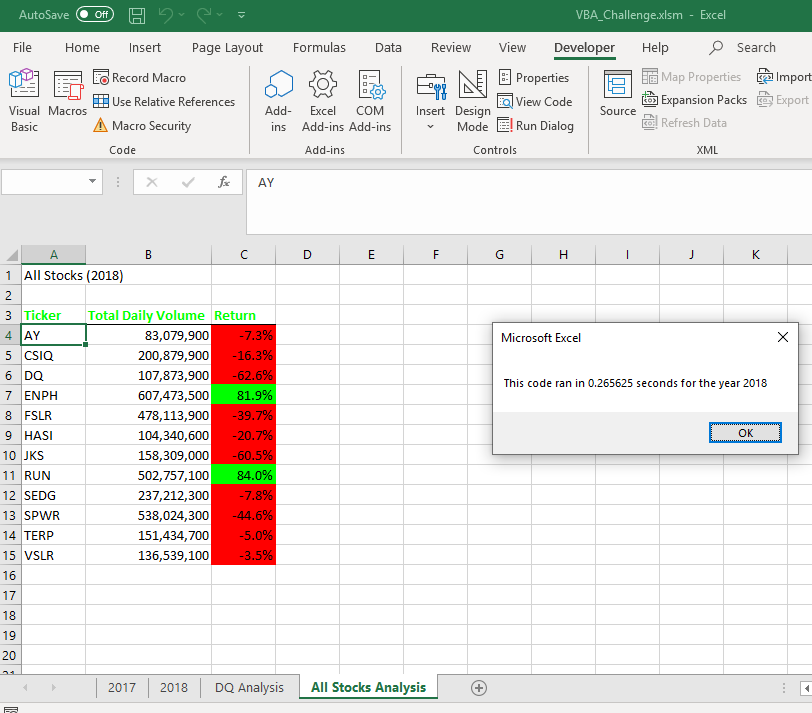 AutoSave Off VBA_Challenge.xlsm - Excel
File Home Insert Page Layout Formulas Data Review View Developer Help Search
Visual Basic
Macros
Record Macro
Use Relative References
Macro Security
Code
Add-ins
Excel Add-ins
COM Add-ins
Add-ins
Insert
Design Mode
Properties
View Code
Run Dialog
Controls
Source
Map Properties
Expansion Packs
Refresh Data
Import
Export
XML
fx AY
A B C D E F G H I J K
1 All Stocks (2018)
2
3 Ticker Total Daily Volume Return
4 AY 83,079,900 -7.3%
5 CSIQ 200,879,900 -16.3%
6 DQ 107,873,900 -62.6%
7 ENPH 607,473,500 81.9%
8 FSLR 478,113,900 -39.7%
9 HASI 104,340,600 -20.7%
10 JKS 158,309,000 -60.5%
11 RUN 502,757,100 84.0%
12 SEDG 237,212,300 -7.8%
13 SPWR 538,024,300 -44.6%
14 TERP 151,434,700 -5.0%
15 VSLR 136,539,100 -3.5%
16
17
18
19
20
Microsoft Excel
This code ran in 0.265625 seconds for the year 2018
OK
2017 2018 DQ Analysis All Stocks Analysis